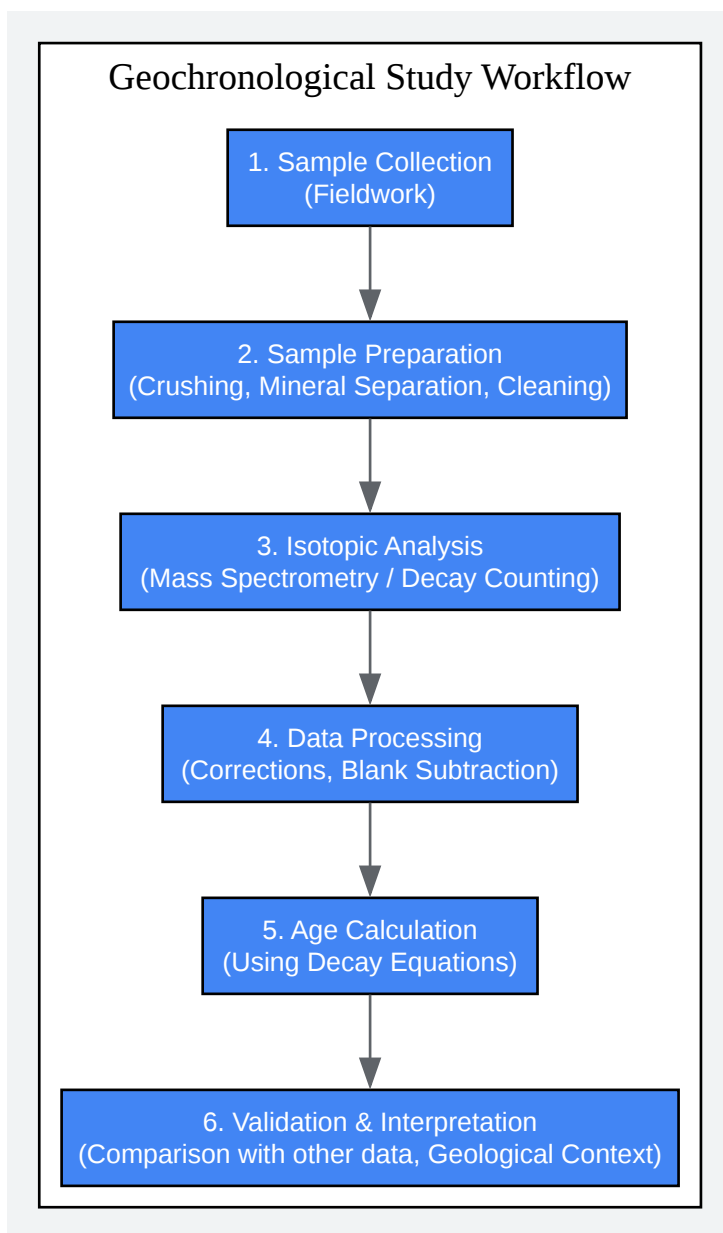 Geochronological Study Workflow
1. Sample Collection
(Fieldwork)
2. Sample Preparation
(Crushing, Mineral Separation, Cleaning)
3. Isotopic Analysis
(Mass Spectrometry / Decay Counting)
4. Data Processing
(Corrections, Blank Subtraction)
5. Age Calculation
(Using Decay Equations)
6. Validation & Interpretation
(Comparison with other data, Geological Context)